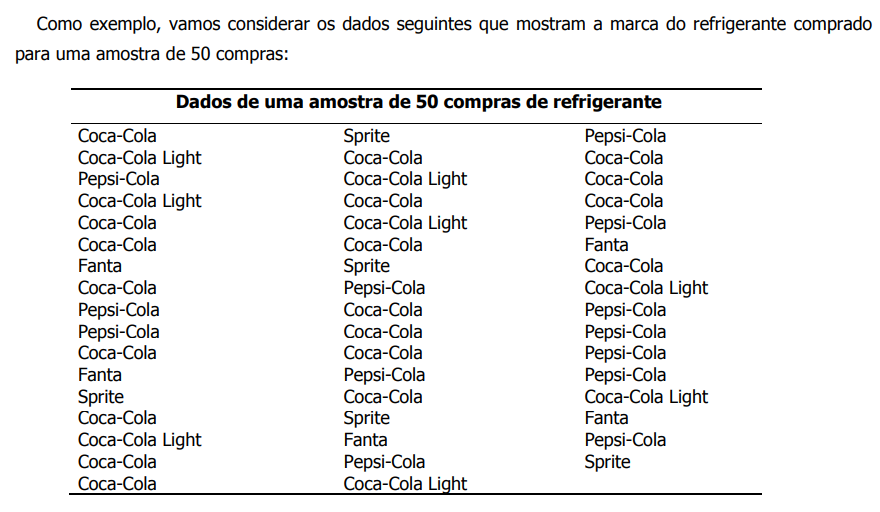 Como exemplo, vamos considerar os dados seguintes que mostram a marca do refrigerante comprado
para uma amostra de 50 compras:
Dados de uma amostra de 50 compras de refrigerante
Coca-Cola Sprite Pepsi-Cola
Coca-Cola Light Coca-Cola Coca-Cola
Pepsi-Cola Coca-Cola Light Coca-Cola
Coca-Cola Light Coca-Cola Coca-Cola
Coca-Cola Coca-Cola Light Pepsi-Cola
Coca-Cola Coca-Cola Fanta
Fanta Sprite Coca-Cola
Coca-Cola Pepsi-Cola Coca-Cola Light
Pepsi-Cola Coca-Cola Pepsi-Cola
Pepsi-Cola Coca-Cola Pepsi-Cola
Coca-Cola Coca-Cola Pepsi-Cola
Fanta Pepsi-Cola Pepsi-Cola
Sprite Coca-Cola Coca-Cola Light
Coca-Cola Sprite Fanta
Coca-Cola Light Fanta Pepsi-Cola
Coca-Cola Pepsi-Cola Sprite
Coca-Cola Coca-Cola Light